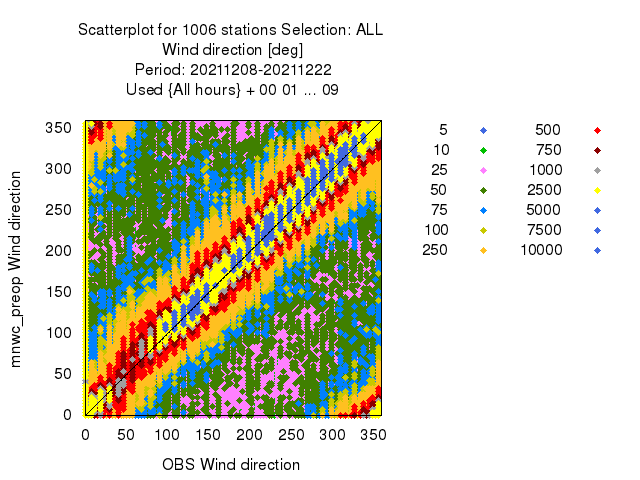 Scatterplot for 1006 stations Selection: ALL
Wind direction [deg]
Period: 20211208-20211222
Used {All hours} + 00 01 ... 09
mnwc_preop Wind direction
350
300
250
200
150
100
50
0
0 50 100 150 200 250 300 350
OBS Wind direction
5 500
10 750
25 1000
50 2500
75 5000
100 7500
250 10000